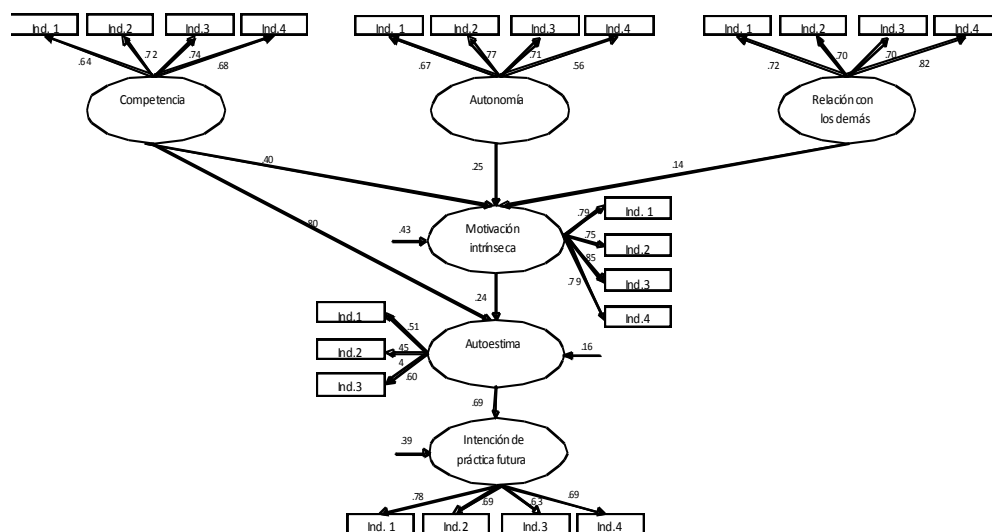 Ind. 1 Ind.2 Ind.3 Ind.4
Ind. 1 Ind.2 Ind.3 Ind.4
Ind. 1 Ind.2 Ind.3 Ind.4
.64 .72 .74 .68
.67 .77 .71 .56
.72 .70 .70 .82
Competencia
Autonomía
Relación con
los demás
.40
.25
.14
.80
.43
Motivación
intrínseca
.79 Ind. 1
.75 Ind.2
.85 Ind.3
.79 Ind.4
.24
Ind.1 .51
Ind.2 .45
4
Ind.3 .60
Autoestima
.16
.69
.39
Intención de
práctica futura
.78 .69 .63 .69
Ind. 1 Ind.2 Ind.3 Ind.4